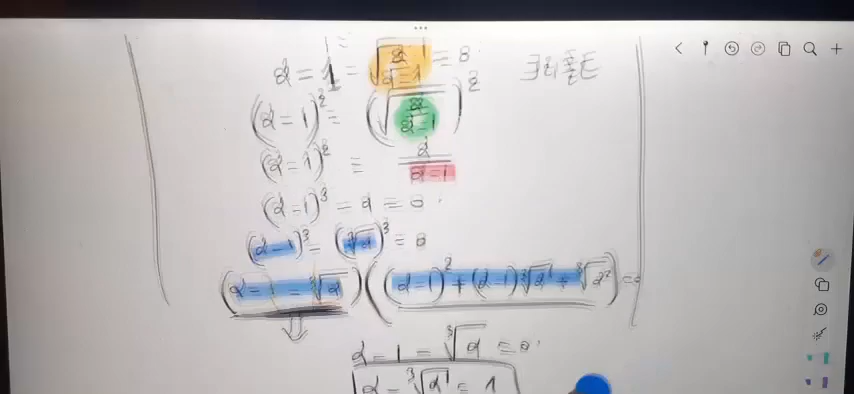 a - 1 - √(a/(a-1)) = 0
(a - 1)² = (√(a/(a-1)))²
(a - 1)² = a/(a-1)
(a - 1)³ - a = 0
(a - 1)³ - (∛a)³ = 0
(a - 1 - ∛a)((a-1)² + (a-1)∛a + ∛a²) = 0
a - 1 - ∛a = 0
a - ∛a = 1